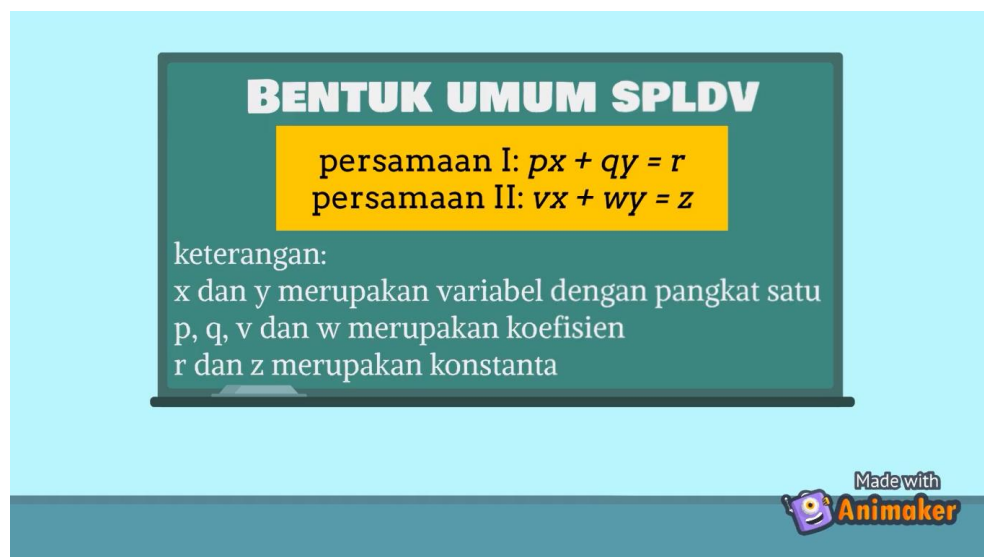 BENTUK UMUM SPLDV
persamaan I: px + qy = r
persamaan II: vx + wy = z
keterangan:
x dan y merupakan variabel dengan pangkat satu
p, q, v dan w merupakan koefisien
r dan z merupakan konstanta
Made with
Animaker